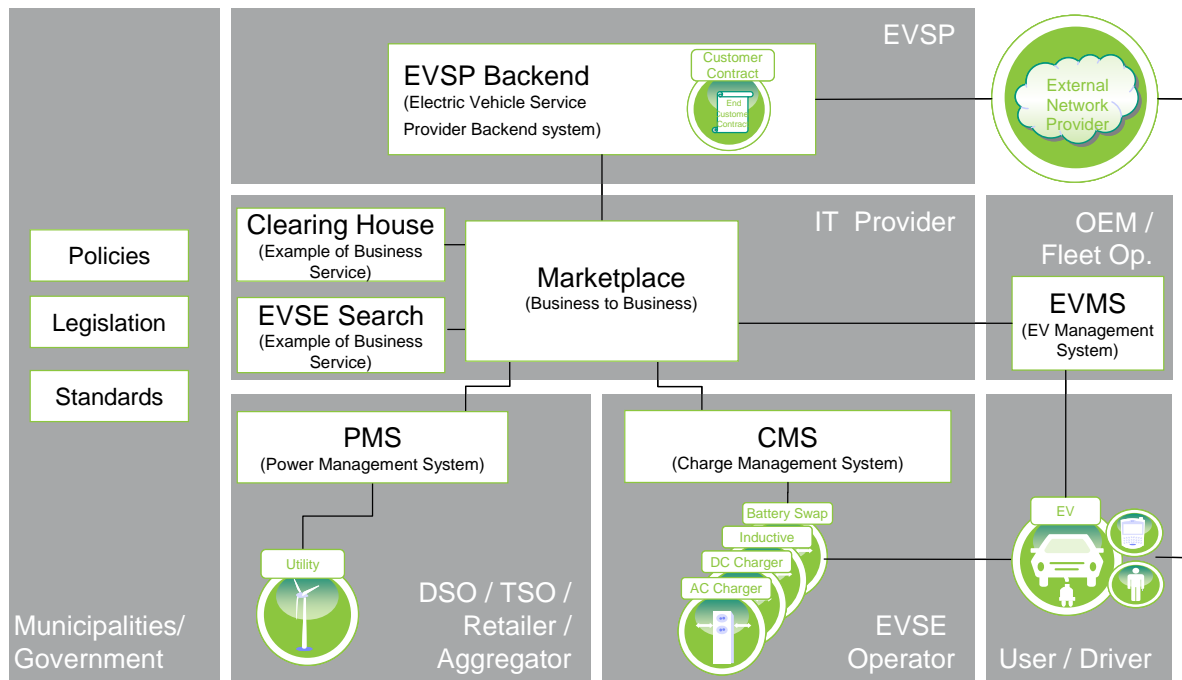 EVSP
EVSP Backend
(Electric Vehicle Service
Provider Backend system)
Customer
Contract
End
Customer
Contract
External
Network
Provider
IT Provider
Clearing House
(Example of Business
Service)
EVSE Search
(Example of Business
Service)
Marketplace
(Business to Business)
OEM /
Fleet Op.
EVMS
(EV Management
System)
Policies
Legislation
Standards
Municipalities/
Government
PMS
(Power Management System)
Utility
DSO / TSO /
Retailer /
Aggregator
CMS
(Charge Management System)
Battery Swap
Inductive
DC Charger
AC Charger
EVSE
Operator
EV
User / Driver